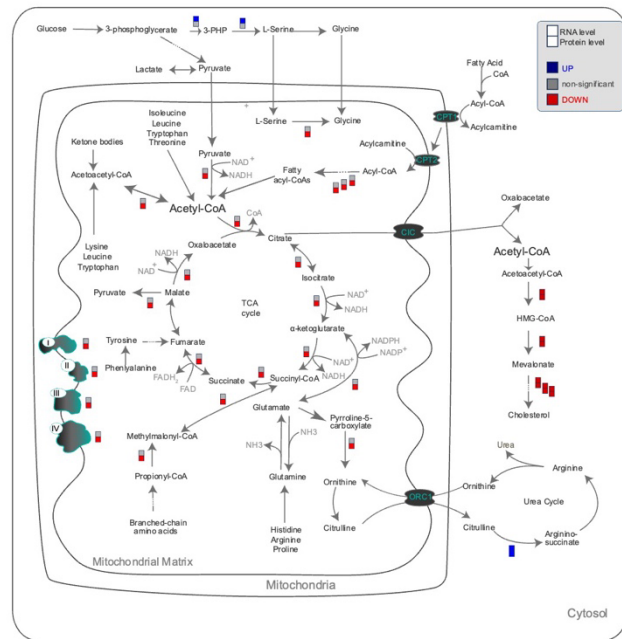 Glucose
3-phosphoglycerate
3-PHP
L-Serine
Glycine
RNA level
Protein level
UP
non-significant
DOWN
Lactate
Pyruvate
Fatty Acid
CoA
Acyl-CoA
Acylcarnitine
CPT
Isoleucine
Leucine
Tryptophan
Threonine
+
L-Serine
Glycine
Ketone bodies
Acetoacetyl-CoA
Pyruvate
NAD+
NADH
Fatty
acyl-CoAs
Acyl-CoA
Acylcarnitine
CPT2
Acetyl-CoA
CoA
Oxaloacetate
Citrate
CIC
Oxaloacetate
Acetyl-CoA
Acetoacetyl-CoA
HMG-CoA
Mevalonate
Cholesterol
Lysine
Leucine
Tryptophan
NADH
NAD+
Pyruvate
Malate
TCA
cycle
Isocitrate
NAD+
NADH
α-ketoglutarate
NADPH
NADP+
I
II
III
IV
Tyrosine
Fumarate
Phenylalanine
FADH2
FAD
Succinate
Succinyl-CoA
NAD+
NADH
Methylmalonyl-CoA
Propionyl-CoA
Branched-chain
amino acids
Glutamate
NH3
NH3
Glutamine
Histidine
Arginine
Proline
Pyrroline-5-
carboxylate
Ornithine
Citrulline
ORC1
Urea
Arginine
Ornithine
Urea Cycle
Citrulline
Arginino-
succinate
Mitochondrial Matrix
Mitochondria
Cytosol